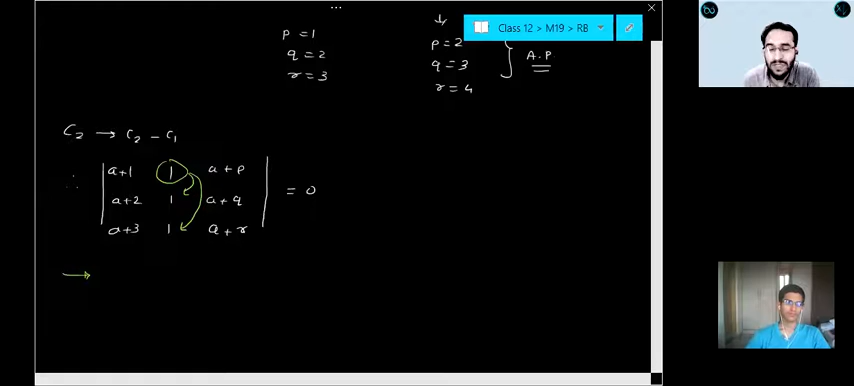 Class 12 > M19 > RB
p = 1
q = 2
r = 3
p = 2
q = 3
r = 4
A.P.
C2 → C2 - C1
∴ | a+1 1 a+p |
| a+2 1 a+q | = 0
| a+3 1 a+r |
→